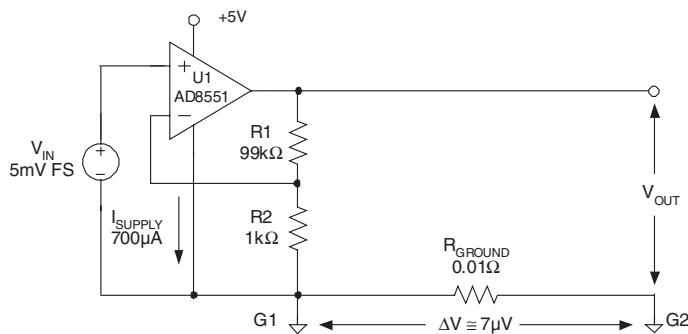 +5V
+
U1
AD8551
−
R1
99kΩ
V_IN
5mV FS
+
−
V_OUT
I_SUPPLY
700µA
R2
1kΩ
R_GROUND
0.01Ω
G1
ΔV ≅ 7µV
G2